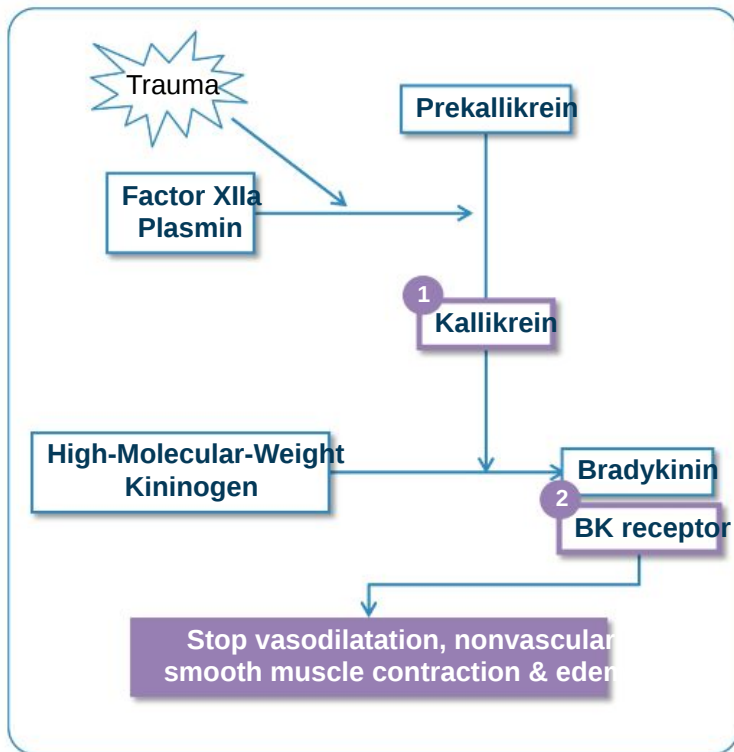 Trauma
Prekallikrein
Factor XIIa
Plasmin
1
Kallikrein
High-Molecular-Weight
Kininogen
Bradykinin
2
BK receptor
Stop vasodilatation, nonvascular
smooth muscle contraction &